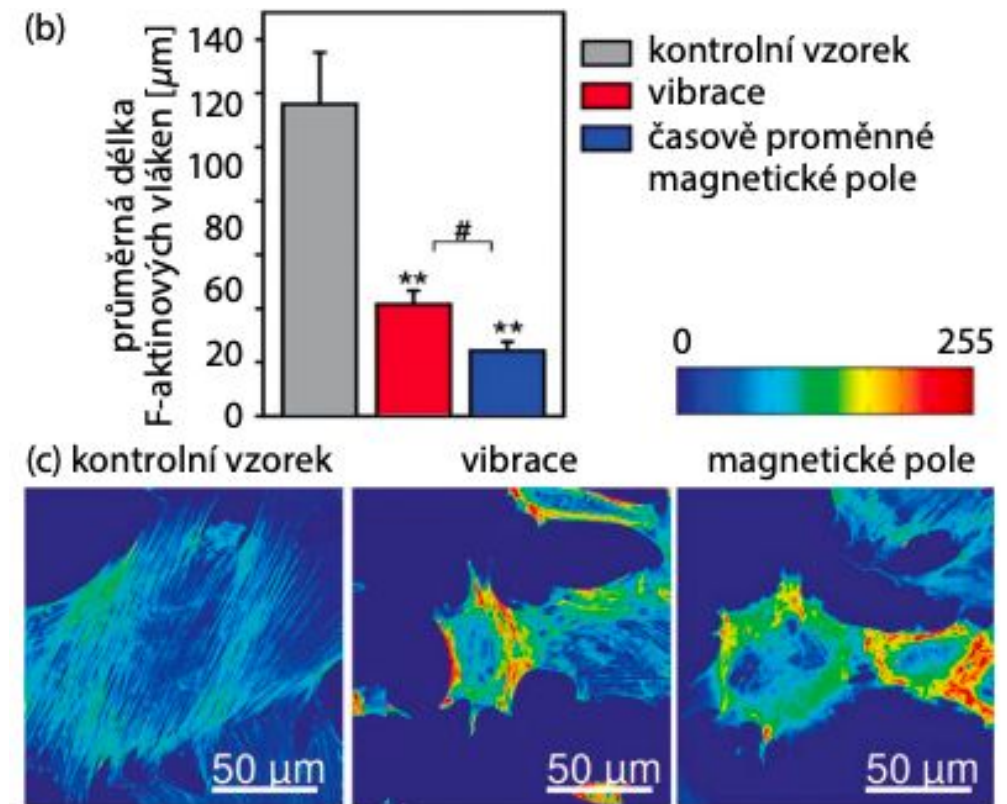 (b)
průměrná délka
F-aktinových vláken [μm]
140
120
100
80
60
20
0
#
**
**
kontrolní vzorek
vibrace
časově proměnné
magnetické pole
0 255
(c) kontrolní vzorek vibrace magnetické pole
50 μm 50 μm 50 μm